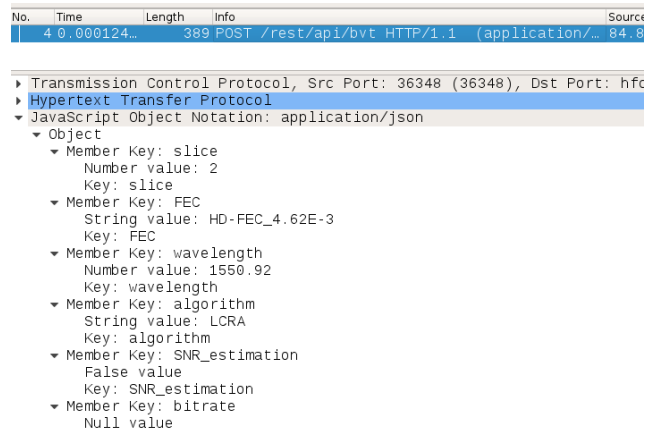 No. Time Length Info Source
4 0.000124… 389 POST /rest/api/bvt HTTP/1.1 (application/… 84.8
Transmission Control Protocol, Src Port: 36348 (36348), Dst Port: hfc
Hypertext Transfer Protocol
JavaScript Object Notation: application/json
Object
Member Key: slice
Number value: 2
Key: slice
Member Key: FEC
String value: HD-FEC_4.62E-3
Key: FEC
Member Key: wavelength
Number value: 1550.92
Key: wavelength
Member Key: algorithm
String value: LCRA
Key: algorithm
Member Key: SNR_estimation
False value
Key: SNR_estimation
Member Key: bitrate
Null value